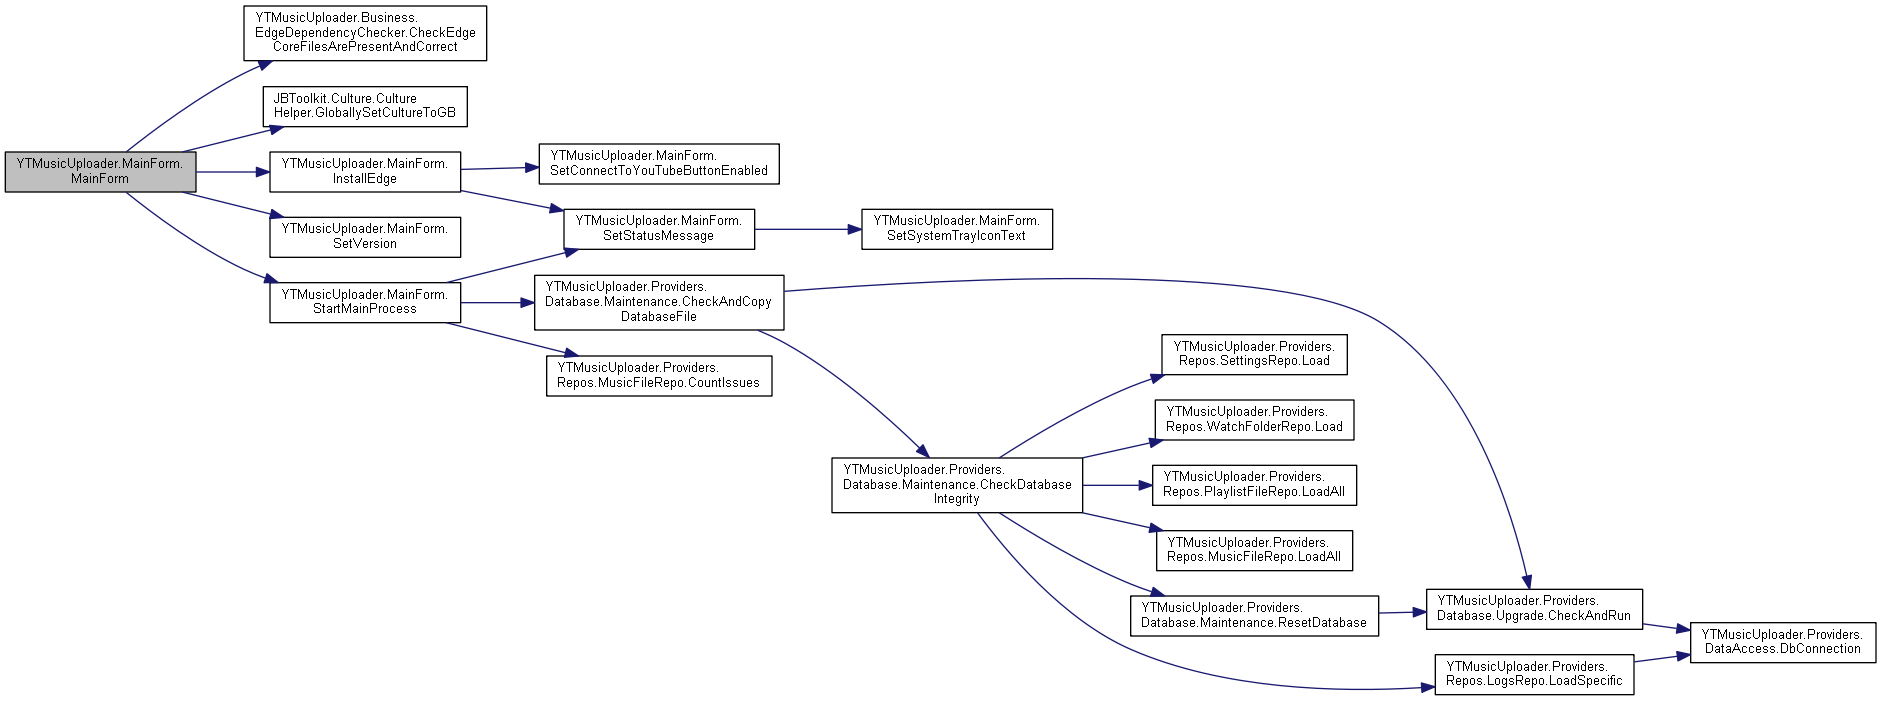 YTMusicUploader.Business.
EdgeDependencyChecker.CheckEdge
CoreFilesArePresentAndCorrect
JBToolkit.Culture.Culture
Helper.GloballySetCultureToGB
YTMusicUploader.MainForm.
MainForm
YTMusicUploader.MainForm.
InstallEdge
YTMusicUploader.MainForm.
SetConnectToYouTubeButtonEnabled
YTMusicUploader.MainForm.
SetVersion
YTMusicUploader.MainForm.
SetStatusMessage
YTMusicUploader.MainForm.
SetSystemTrayIconText
YTMusicUploader.MainForm.
StartMainProcess
YTMusicUploader.Providers.
Database.Maintenance.CheckAndCopy
DatabaseFile
YTMusicUploader.Providers.
Repos.MusicFileRepo.CountIssues
YTMusicUploader.Providers.
Database.Maintenance.CheckDatabase
Integrity
YTMusicUploader.Providers.
Repos.SettingsRepo.Load
YTMusicUploader.Providers.
Repos.WatchFolderRepo.Load
YTMusicUploader.Providers.
Repos.PlaylistFileRepo.LoadAll
YTMusicUploader.Providers.
Repos.MusicFileRepo.LoadAll
YTMusicUploader.Providers.
Database.Maintenance.ResetDatabase
YTMusicUploader.Providers.
Database.Upgrade.CheckAndRun
YTMusicUploader.Providers.
Repos.LogsRepo.LoadSpecific
YTMusicUploader.Providers.
DataAccess.DbConnection